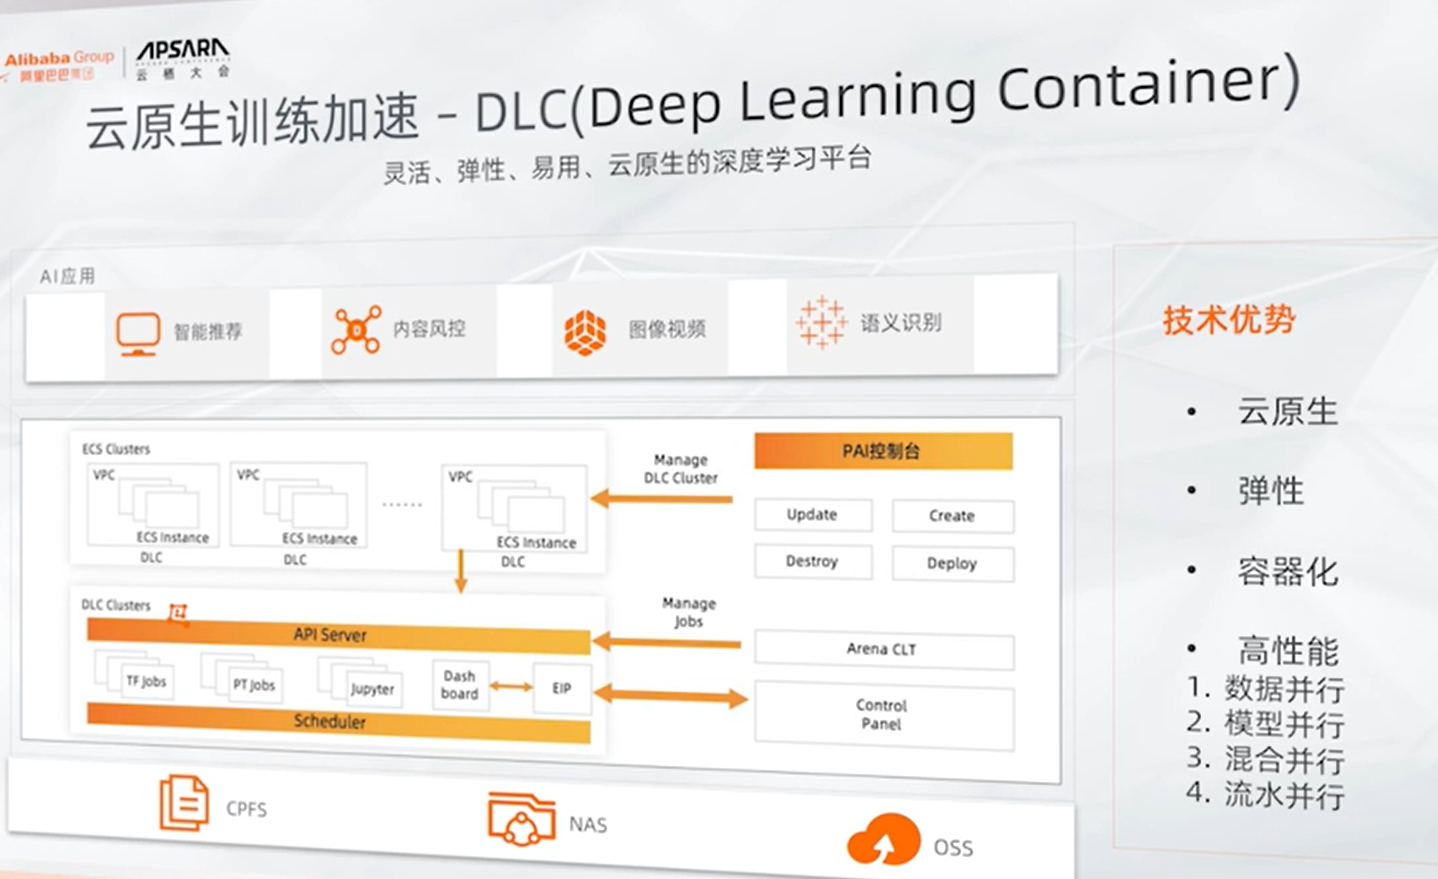 Alibaba Group
阿里巴巴集团
APSARA
云栖大会
云原生训练加速 - DLC(Deep Learning Container)
灵活、弹性、易用、云原生的深度学习平台
AI应用
智能推荐
内容风控
图像视频
语义识别
ECS Clusters
VPC
ECS Instance
DLC
VPC
ECS Instance
DLC
......
VPC
ECS Instance
DLC
Manage
DLC Cluster
PAI控制台
Update
Create
Destroy
Deploy
DLC Clusters
API Server
TF Jobs
PT Jobs
Jupyter
Dash
board
EIP
Scheduler
Manage
Jobs
Arena CLT
Control
Panel
CPFS
NAS
OSS
技术优势
• 云原生
• 弹性
• 容器化
• 高性能
1. 数据并行
2. 模型并行
3. 混合并行
4. 流水并行